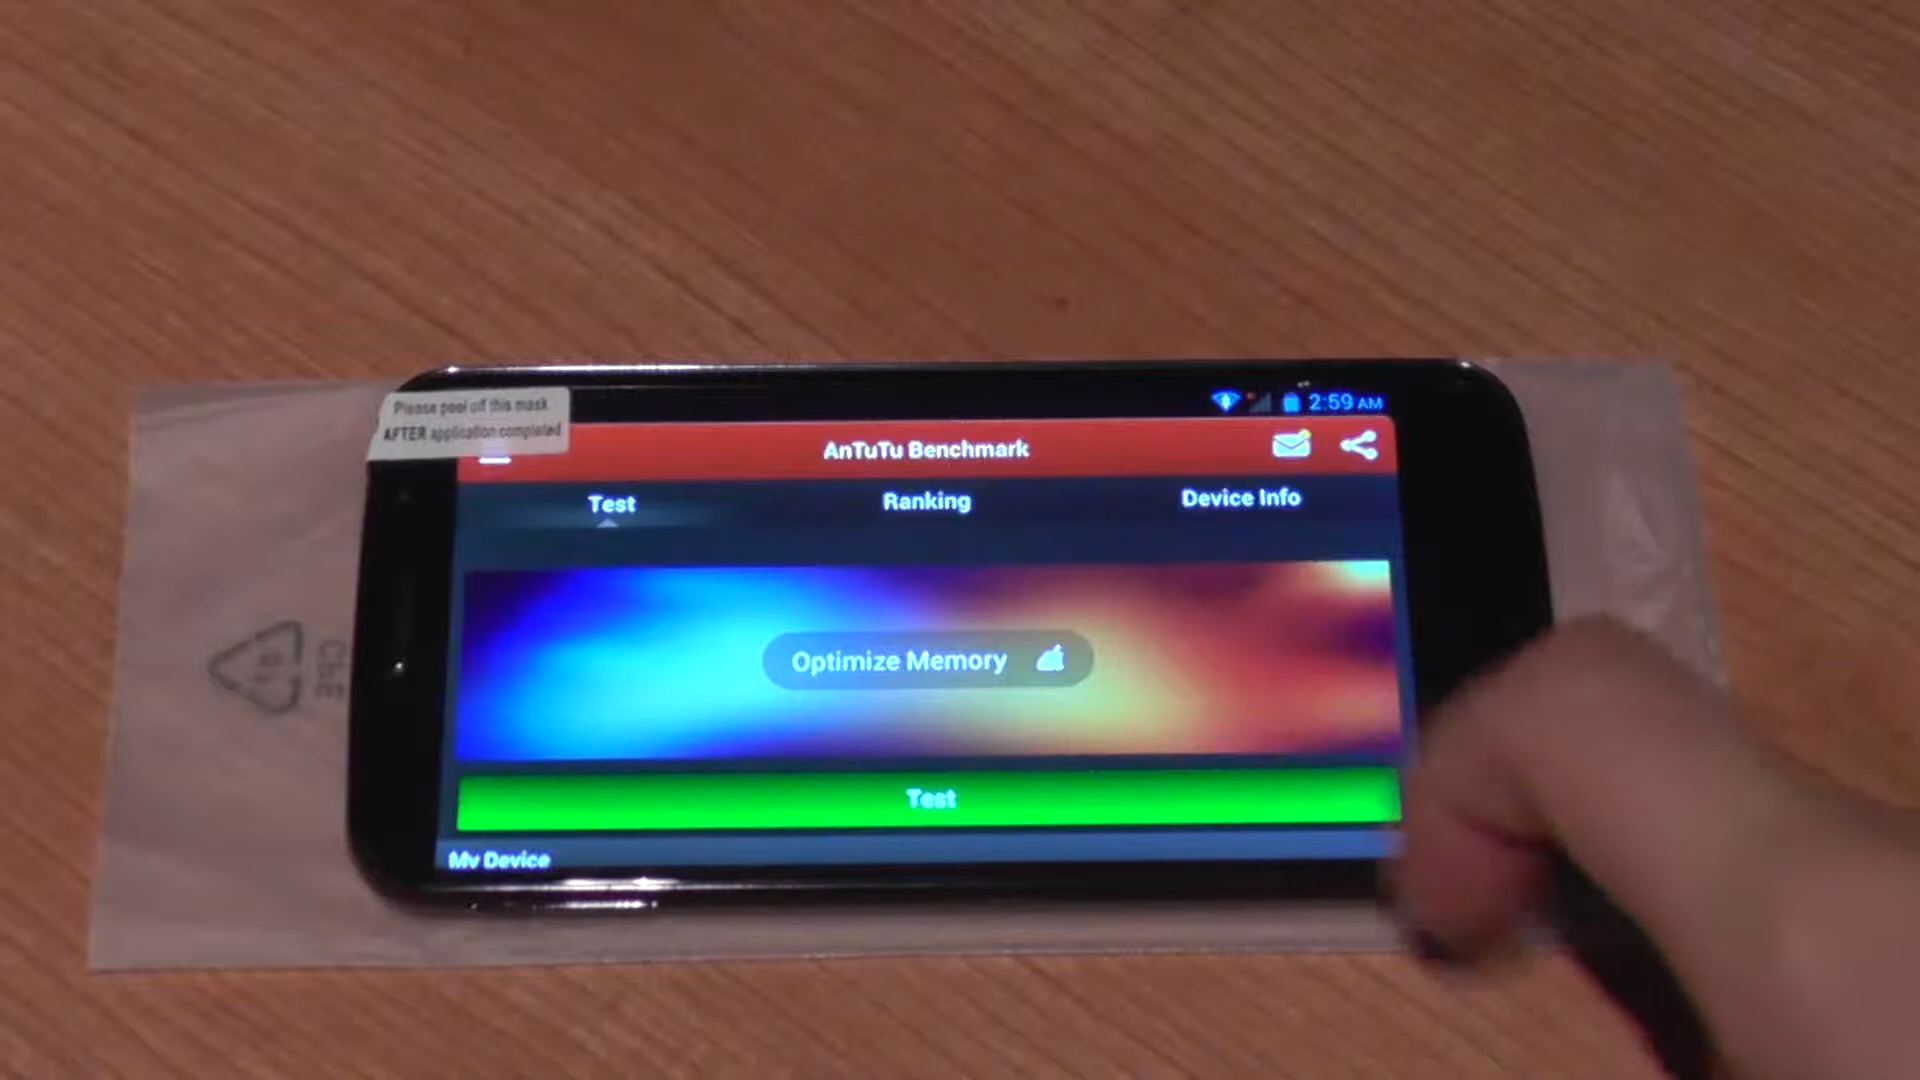 Please peel off this mask
AFTER application completed
2:59 AM
AnTuTu Benchmark
Test
Ranking
Device Info
Optimize Memory
Test
My Device